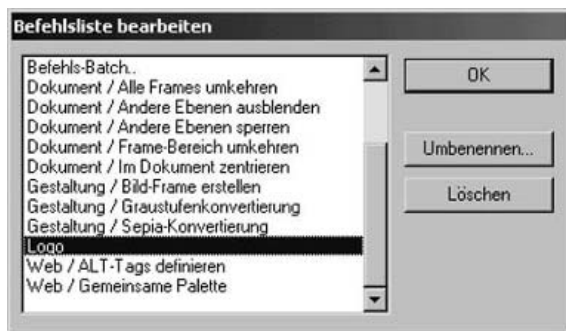 Befehlsliste bearbeiten
Befehls-Batch..
Dokument / Alle Frames umkehren
Dokument / Andere Ebenen ausblenden
Dokument / Andere Ebenen sperren
Dokument / Frame-Bereich umkehren
Dokument / Im Dokument zentrieren
Gestaltung / Bild-Frame erstellen
Gestaltung / Graustufenkonvertierung
Gestaltung / Sepia-Konvertierung
Logo
Web / ALT-Tags definieren
Web / Gemeinsame Palette
OK
Umbenennen...
Löschen